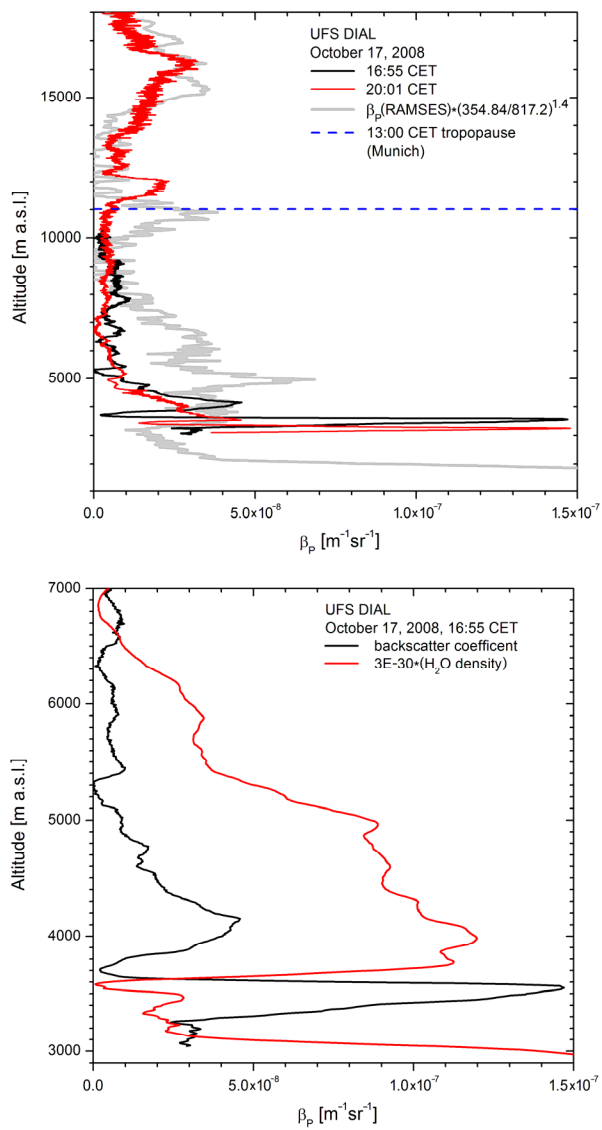 UFS DIAL
October 17, 2008
16:55 CET
20:01 CET
βP(RAMSES)*(354.84/817.2)^1.4
13:00 CET tropopause
(Munich)
15000
10000
5000
Altitude [m a.s.l.]
0.0 5.0x10⁻⁸ 1.0x10⁻⁷ 1.5x10⁻⁷
βP [m⁻¹sr⁻¹]
7000
UFS DIAL
October 17, 2008, 16:55 CET
backscatter coefficent
3E-30*(H₂O density)
6000
5000
4000
3000
Altitude [m a.s.l.]
0.0 5.0x10⁻⁸ 1.0x10⁻⁷ 1.5x10⁻⁷
βP [m⁻¹sr⁻¹]